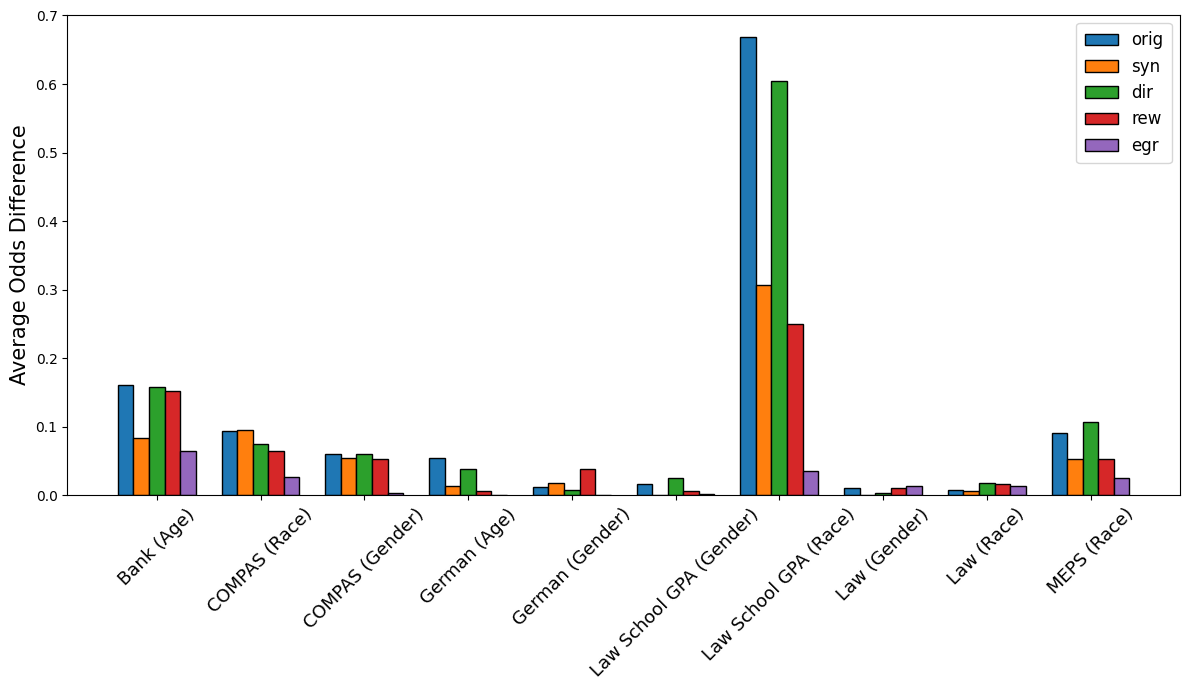 Average Odds Difference
0.7
0.6
0.5
0.4
0.3
0.2
0.1
0.0
orig
syn
dir
rew
egr
Bank (Age)
COMPAS (Race)
COMPAS (Gender)
German (Age)
German (Gender)
Law School GPA (Gender)
Law School GPA (Race)
Law (Gender)
Law (Race)
MEPS (Race)